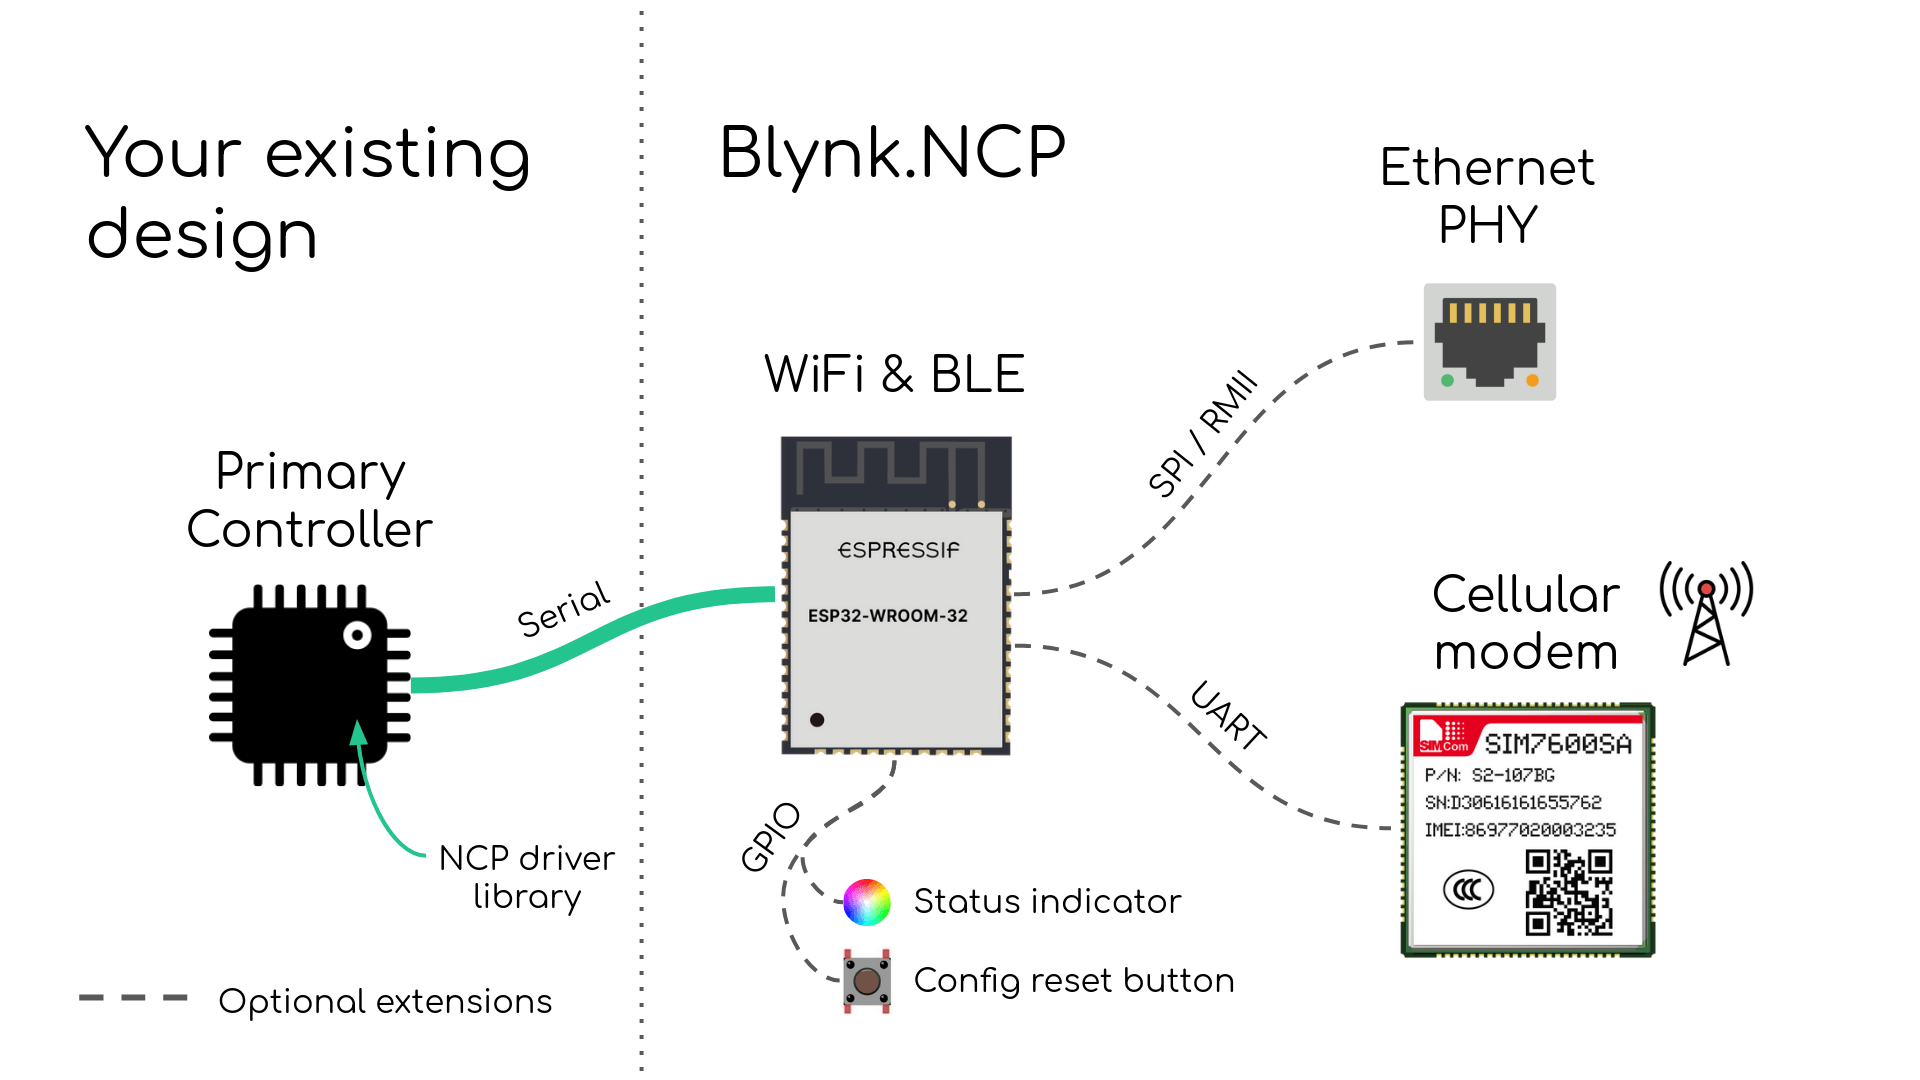 Your existing
design
Blynk.NCP
Ethernet
PHY
WiFi & BLE
SPI / RMII
Primary
Controller
Serial
ESPRESSIF
ESP32-WROOM-32
Cellular
modem
UART
SIMCom
SIM7600SA
P/N: S2-107BG
SN:D30616161655762
IMEI:86977020003235
CCC
GPIO
NCP driver
library
Status indicator
Config reset button
Optional extensions